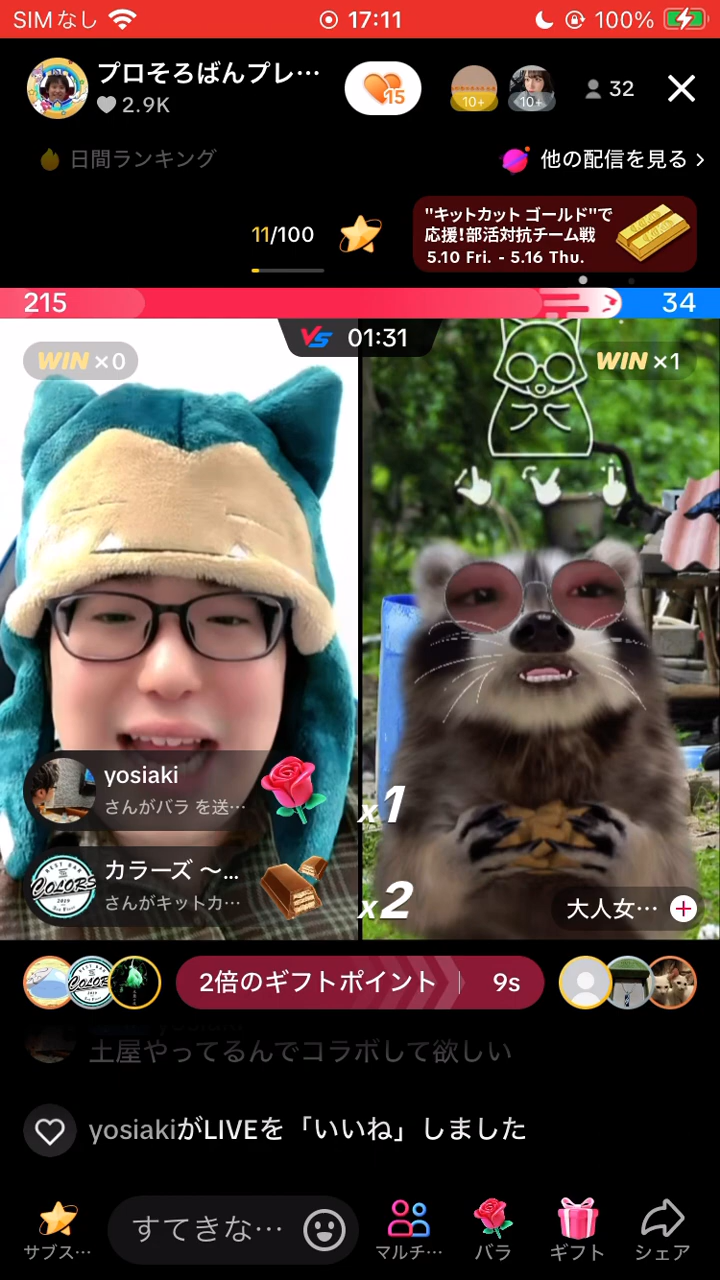 SIMなし
17:11
100%
プロそろばんプレ…
2.9K
15
10+
10+
32
日間ランキング
他の配信を見る
11/100
"キットカット ゴールド"で
応援!部活対抗チーム戦
5.10 Fri. - 5.16 Thu.
215
34
VS 01:31
WIN ×0
WIN ×1
yosiaki
さんがバラ を送…
x1
カラーズ 〜…
さんがキットカ…
x2
COLORS
大人女…
2倍のギフトポイント
9s
土屋やってるんでコラボして欲しい
yosiakiがLIVEを「いいね」しました
サブス…
すてきな…
マルチ…
バラ
ギフト
シェア